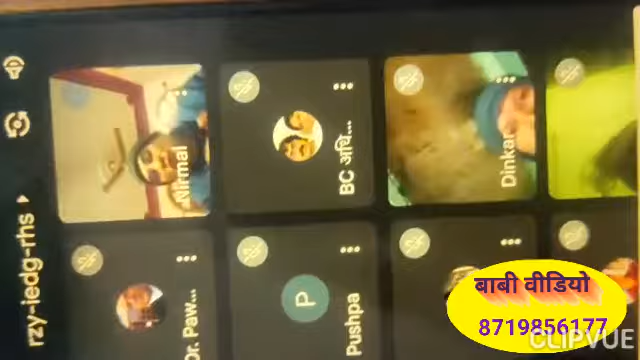 rzy-iedg-rhs
Nirmal
BC अधि...
Dinkar
Dr. Paw...
P
Pushpa
बाबी वीडियो
8719856177
CLIPVUE